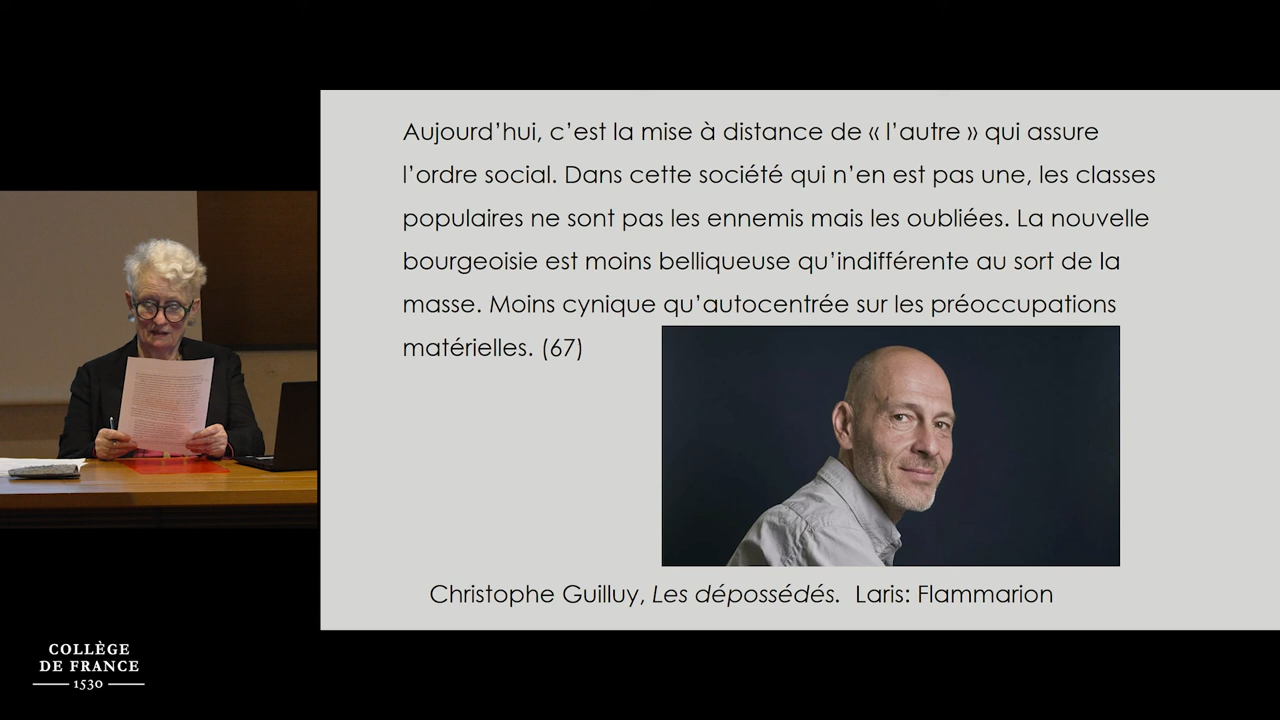 Aujourd’hui, c’est la mise à distance de « l’autre » qui assure
l’ordre social. Dans cette société qui n’en est pas une, les classes
populaires ne sont pas les ennemis mais les oubliées. La nouvelle
bourgeoisie est moins belliqueuse qu’indifférente au sort de la
masse. Moins cynique qu’autocentrée sur les préoccupations
matérielles. (67)
Christophe Guilluy, Les dépossédés. Laris: Flammarion
COLLÈGE
DE FRANCE
1530